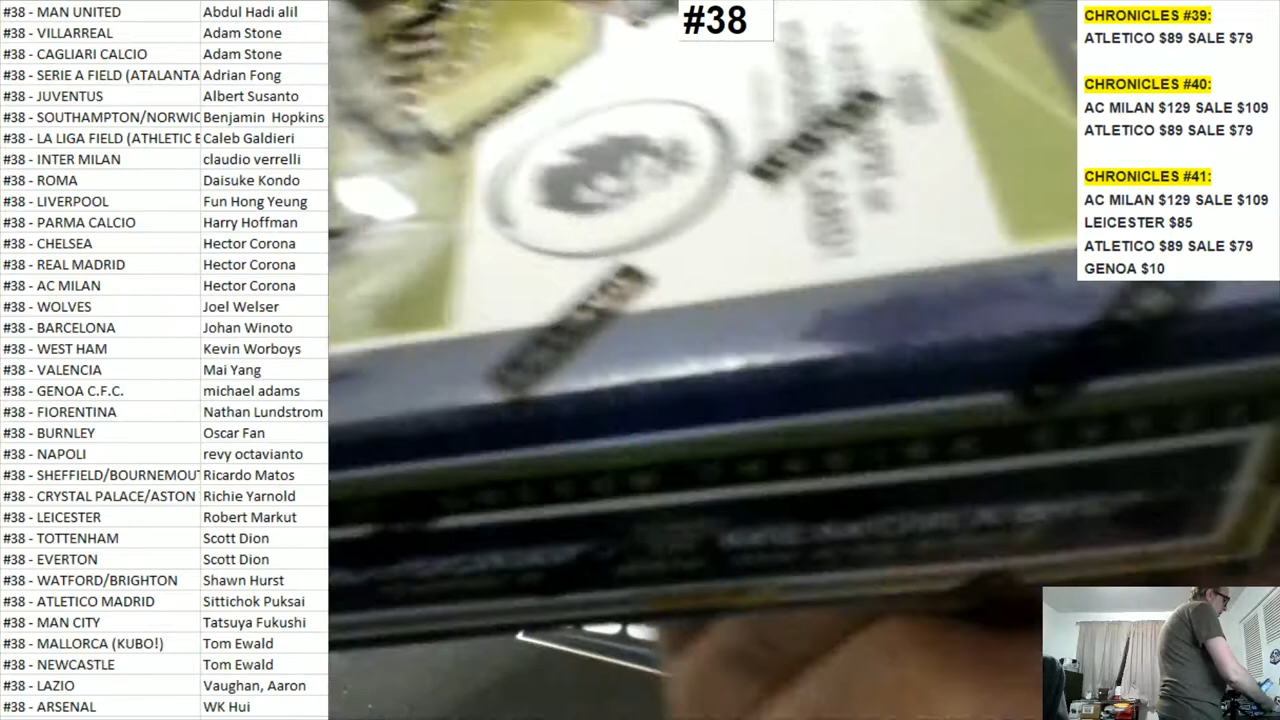 #38 - MAN UNITED Abdul Hadi alil
#38 - VILLARREAL Adam Stone
#38 - CAGLIARI CALCIO Adam Stone
#38 - SERIE A FIELD (ATALANTA Adrian Fong
#38 - JUVENTUS Albert Susanto
#38 - SOUTHAMPTON/NORWIC Benjamin Hopkins
#38 - LA LIGA FIELD (ATHLETIC B Caleb Galdieri
#38 - INTER MILAN claudio verrelli
#38 - ROMA Daisuke Kondo
#38 - LIVERPOOL Fun Hong Yeung
#38 - PARMA CALCIO Harry Hoffman
#38 - CHELSEA Hector Corona
#38 - REAL MADRID Hector Corona
#38 - AC MILAN Hector Corona
#38 - WOLVES Joel Welser
#38 - BARCELONA Johan Winoto
#38 - WEST HAM Kevin Worboys
#38 - VALENCIA Mai Yang
#38 - GENOA C.F.C. michael adams
#38 - FIORENTINA Nathan Lundstrom
#38 - BURNLEY Oscar Fan
#38 - NAPOLI revy octavianto
#38 - SHEFFIELD/BOURNEMOUT Ricardo Matos
#38 - CRYSTAL PALACE/ASTON Richie Yarnold
#38 - LEICESTER Robert Markut
#38 - TOTTENHAM Scott Dion
#38 - EVERTON Scott Dion
#38 - WATFORD/BRIGHTON Shawn Hurst
#38 - ATLETICO MADRID Sittichok Puksai
#38 - MAN CITY Tatsuya Fukushi
#38 - MALLORCA (KUBO!) Tom Ewald
#38 - NEWCASTLE Tom Ewald
#38 - LAZIO Vaughan, Aaron
#38 - ARSENAL WK Hui
#38
CHRONICLES #39:
ATLETICO $89 SALE $79
CHRONICLES #40:
AC MILAN $129 SALE $109
ATLETICO $89 SALE $79
CHRONICLES #41:
AC MILAN $129 SALE $109
LEICESTER $85
ATLETICO $89 SALE $79
GENOA $10